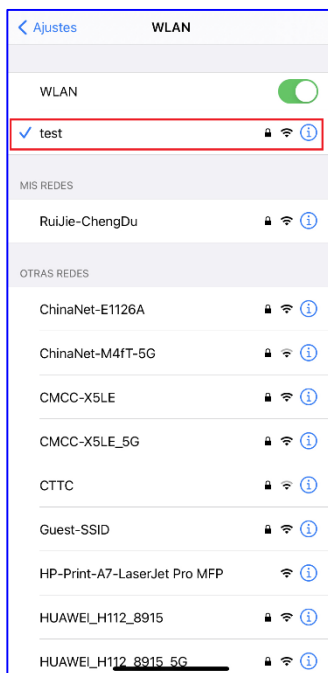 Ajustes WLAN
WLAN
test
MIS REDES
RuiJie-ChengDu
OTRAS REDES
ChinaNet-E1126A
ChinaNet-M4fT-5G
CMCC-X5LE
CMCC-X5LE_5G
CTTC
Guest-SSID
HP-Print-A7-LaserJet Pro MFP
HUAWEI_H112_8915
HUAWEI_H112_8915_5G